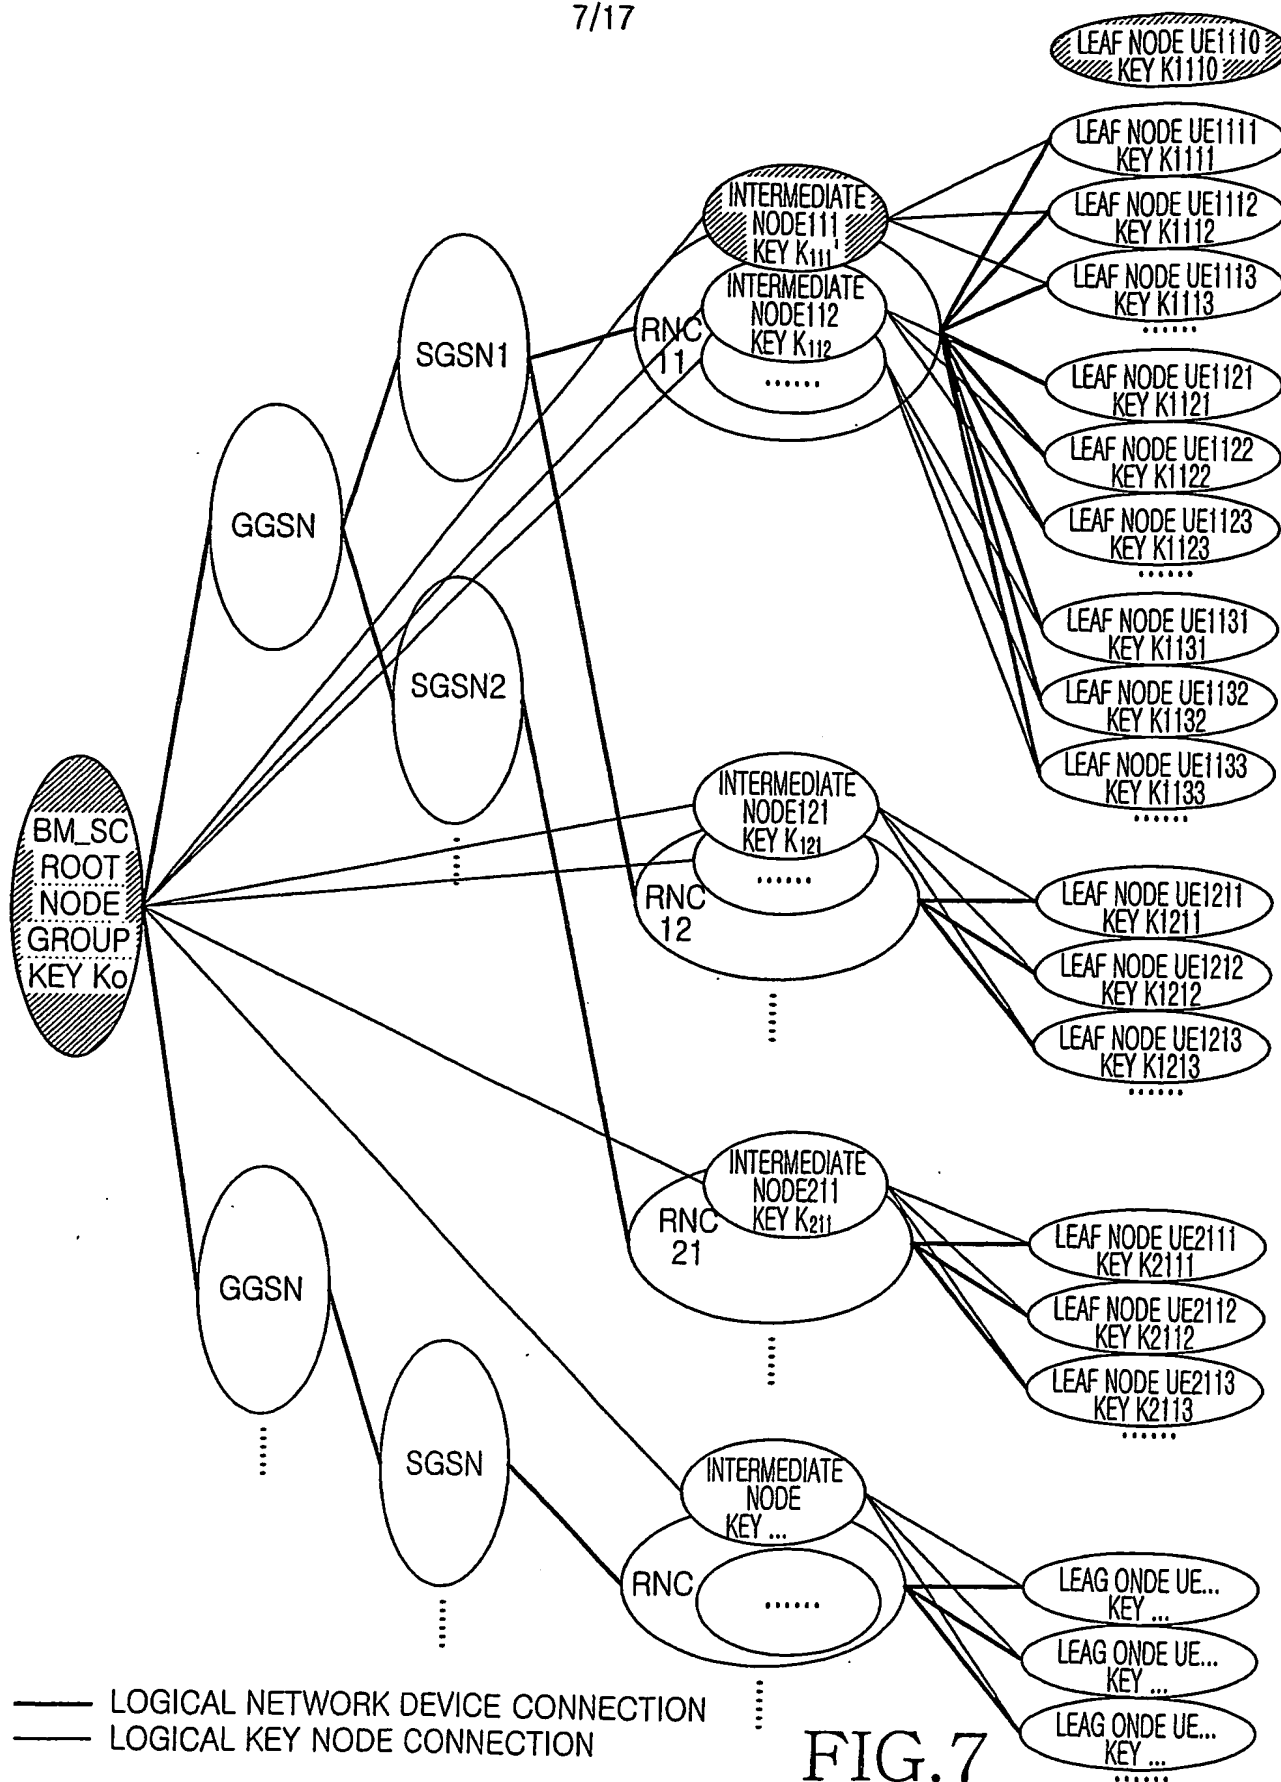 7/17
LEAF NODE UE1110
KEY K1110
LEAF NODE UE1111
KEY K1111
LEAF NODE UE1112
KEY K1112
LEAF NODE UE1113
KEY K1113
......
LEAF NODE UE1121
KEY K1121
LEAF NODE UE1122
KEY K1122
LEAF NODE UE1123
KEY K1123
......
LEAF NODE UE1131
KEY K1131
LEAF NODE UE1132
KEY K1132
LEAF NODE UE1133
KEY K1133
......
INTERMEDIATE
NODE111
KEY K111'
INTERMEDIATE
NODE112
KEY K112
......
RNC
11
SGSN1
GGSN
SGSN2
......
BM_SC
ROOT
NODE
GROUP
KEY Ko
INTERMEDIATE
NODE121
KEY K121
......
RNC
12
......
LEAF NODE UE1211
KEY K1211
LEAF NODE UE1212
KEY K1212
LEAF NODE UE1213
KEY K1213
......
INTERMEDIATE
NODE211
KEY K211
RNC
21
......
LEAF NODE UE2111
KEY K2111
LEAF NODE UE2112
KEY K2112
LEAF NODE UE2113
KEY K2113
......
GGSN
......
SGSN
......
INTERMEDIATE
NODE
KEY ...
RNC
......
......
LEAG ONDE UE...
KEY ...
LEAG ONDE UE...
KEY ...
LEAG ONDE UE...
KEY ...
......
LOGICAL NETWORK DEVICE CONNECTION
LOGICAL KEY NODE CONNECTION
FIG.7